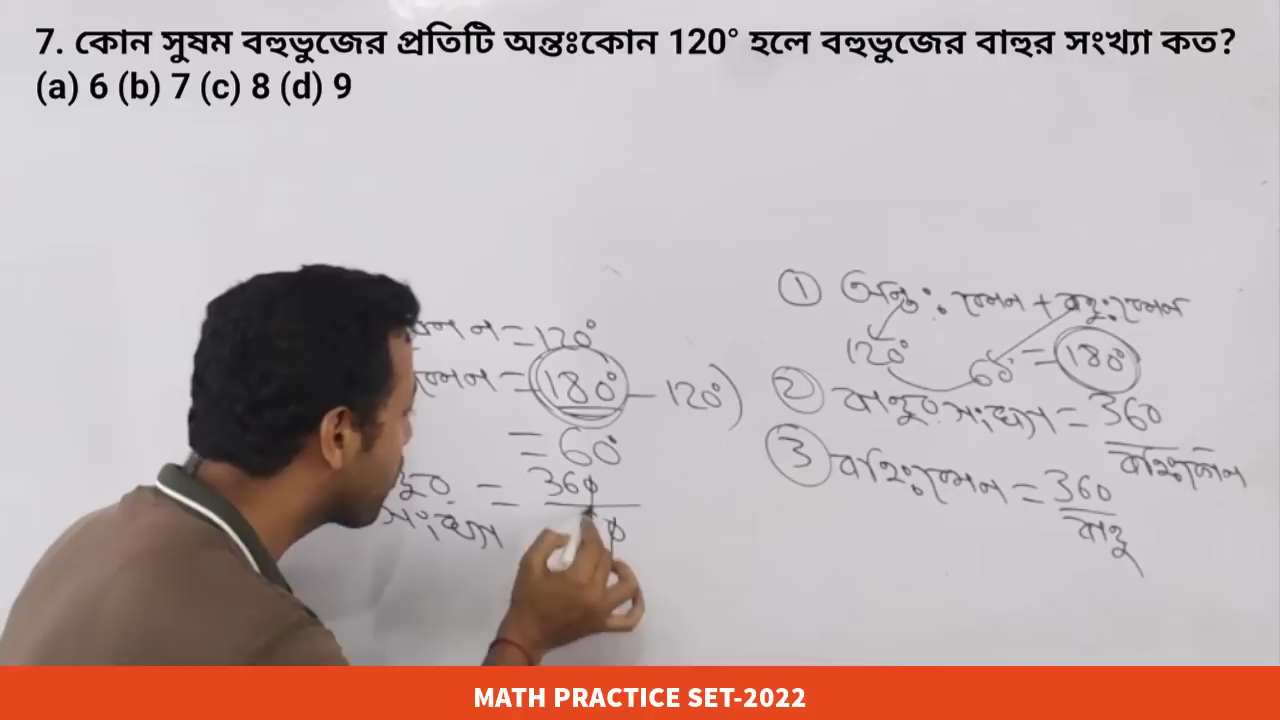 7. কোন সুষম বহুভুজের প্রতিটি অন্তঃকোন 120° হলে বহুভুজের বাহুর সংখ্যা কত?
(a) 6 (b) 7 (c) 8 (d) 9
① অন্তঃ কোন + বহিঃকোন
120° 60° = 180°
② বাহুর সংখ্যা = 360
বহিঃকোন
③ বহিঃকোন = 360
বাহু
= 120°
কোন = 180° - 120°)
= 60°
সংখ্যা = 360
MATH PRACTICE SET-2022